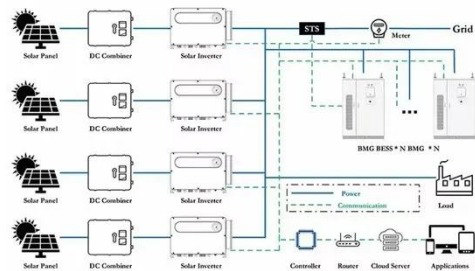 STS
Meter
Grid
Solar Panel
DC Combiner
Solar Inverter
Solar Panel
DC Combiner
Solar Inverter
BMG BESS * N BMG * N
Solar Panel
DC Combiner
Solar Inverter
Power
Communication
Load
Solar Panel
DC Combiner
Solar Inverter
Controller
Router
Cloud Server
Applications